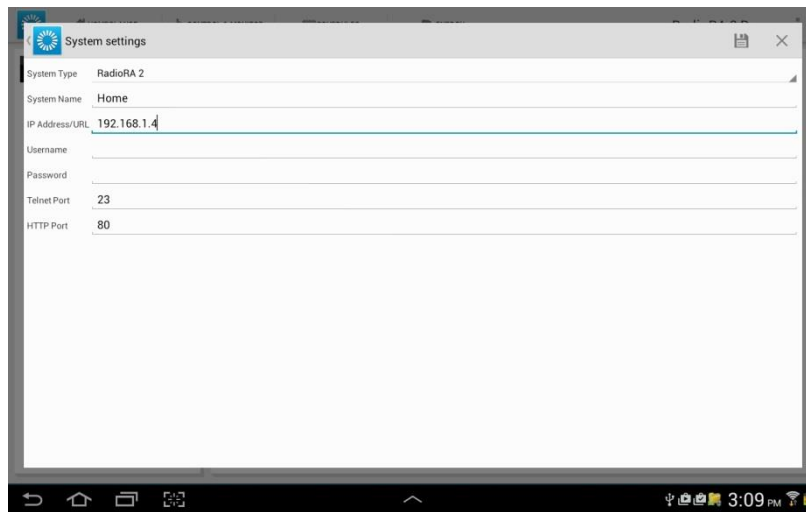 System settings
System Type RadioRA 2
System Name Home
IP Address/URL 192.168.1.4
Username
Password
Telnet Port 23
HTTP Port 80
3:09 PM